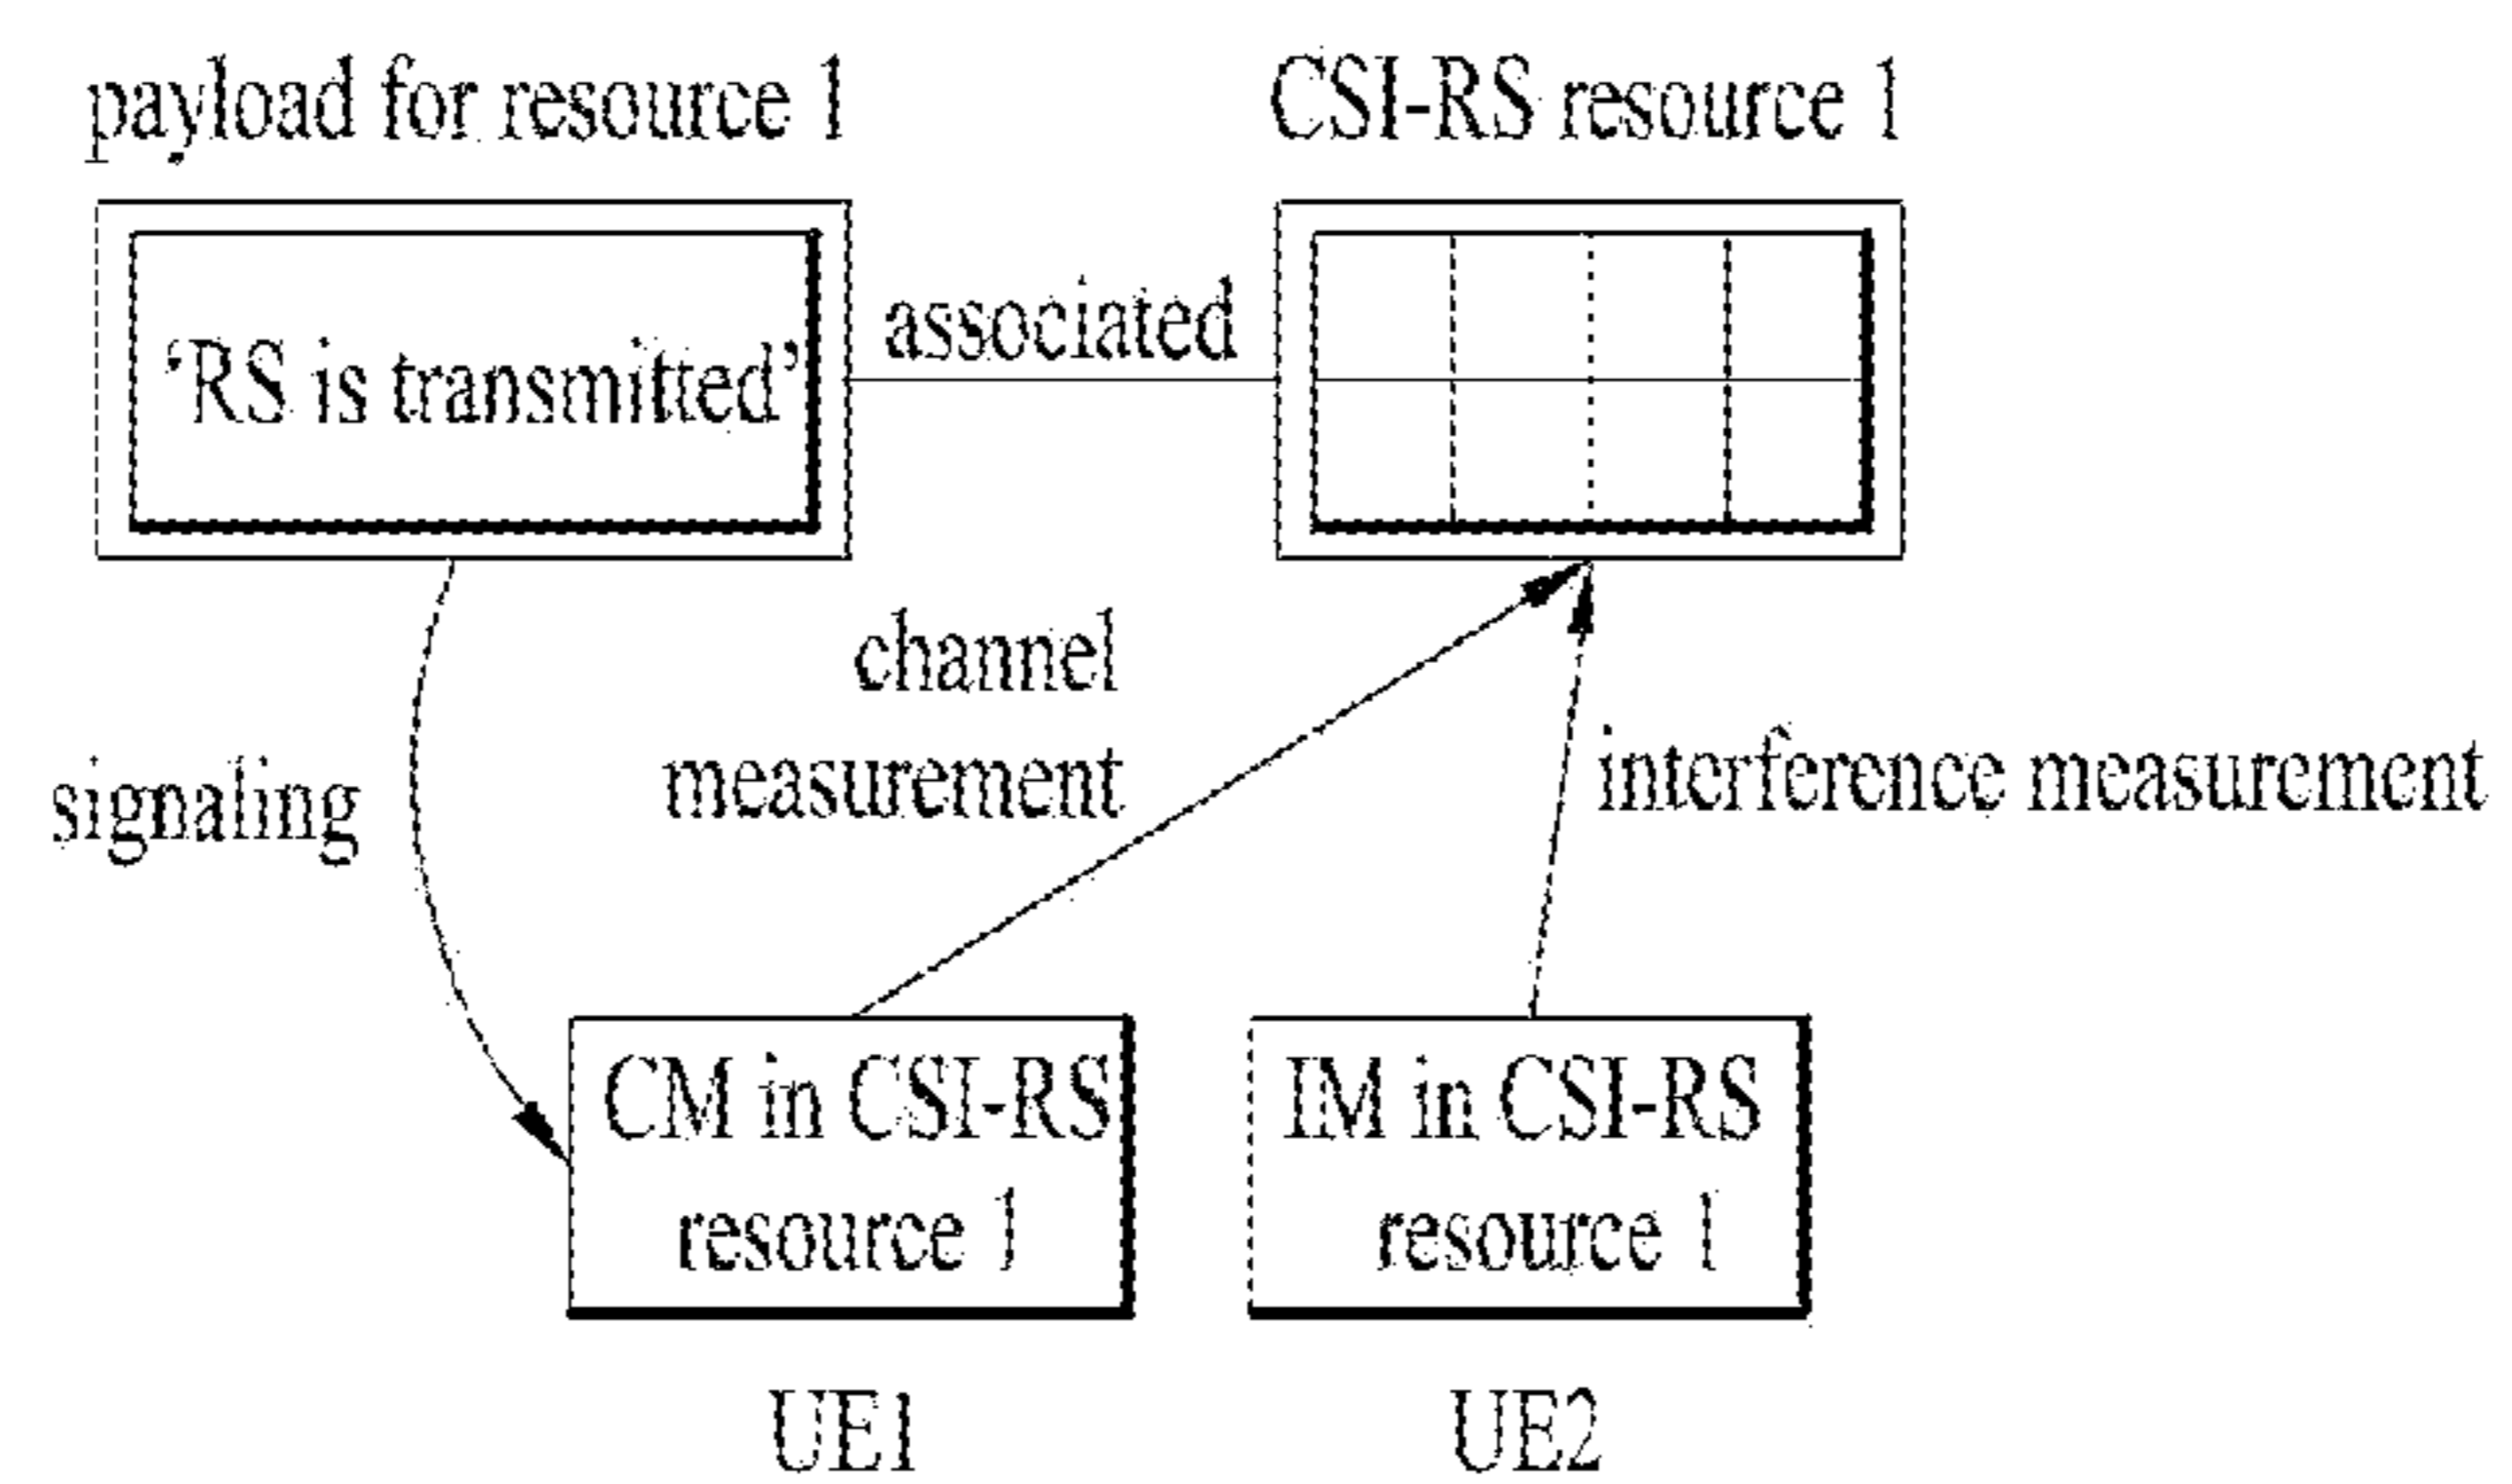 payload for resource 1
CSI-RS resource 1
‘RS is transmitted’
associated
channel
measurement
signaling
interference measurement
CM in CSI-RS
resource 1
IM in CSI-RS
resource 1
UE1
UE2